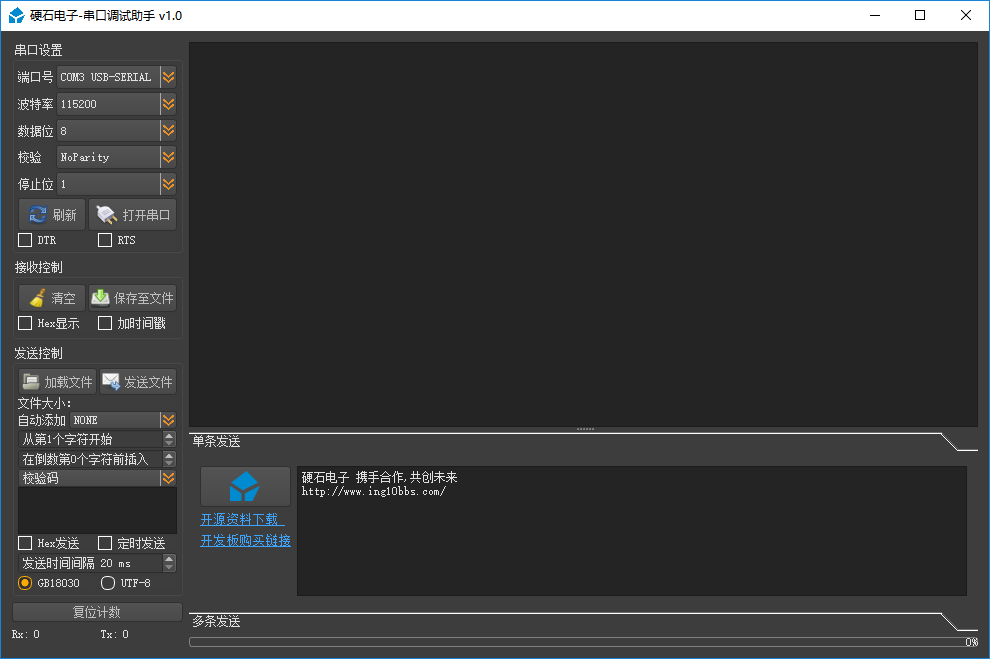 硬石电子-串口调试助手 v1.0
串口设置
端口号 COM3 USB-SERIAL
波特率 115200
数据位 8
校验 NoParity
停止位 1
刷新 打开串口
DTR RTS
接收控制
清空 保存至文件
Hex显示 加时间戳
发送控制
加载文件 发送文件
文件大小:
自动添加 NONE
从第1个字符开始
在倒数第0个字符前插入
校验码
Hex发送 定时发送
发送时间间隔 20 ms
GB18030 UTF-8
复位计数
Rx: 0 Tx: 0
单条发送
开源资料下载
开发板购买链接
硬石电子 携手合作,共创未来
http://www.ing10bbs.com/
多条发送
0%